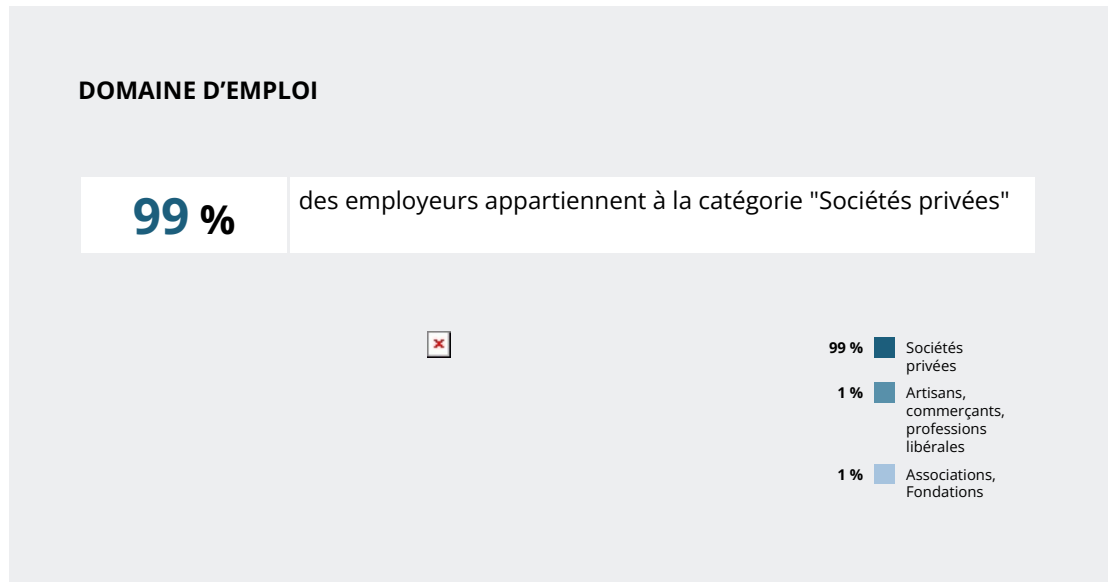 DOMAINE D’EMPLOI
99 %
des employeurs appartiennent à la catégorie "Sociétés privées"
99 %
Sociétés
privées
1 %
Artisans,
commerçants,
professions
libérales
1 %
Associations,
Fondations